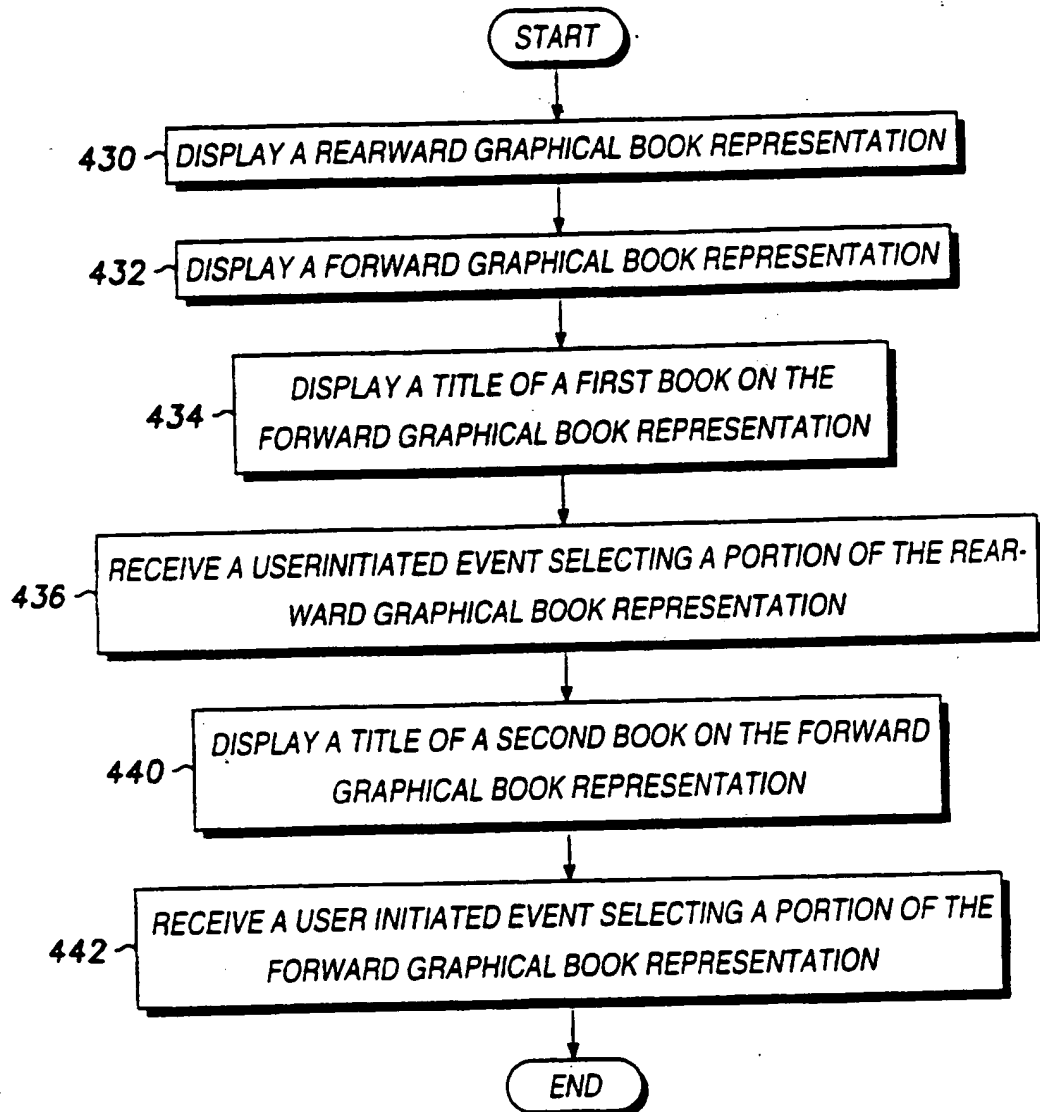 START
430 DISPLAY A REARWARD GRAPHICAL BOOK REPRESENTATION
432 DISPLAY A FORWARD GRAPHICAL BOOK REPRESENTATION
DISPLAY A TITLE OF A FIRST BOOK ON THE
434 FORWARD GRAPHICAL BOOK REPRESENTATION
RECEIVE A USERINITIATED EVENT SELECTING A PORTION OF THE REAR-
436 WARD GRAPHICAL BOOK REPRESENTATION
DISPLAY A TITLE OF A SECOND BOOK ON THE FORWARD
440 GRAPHICAL BOOK REPRESENTATION
RECEIVE A USER INITIATED EVENT SELECTING A PORTION OF THE
442 FORWARD GRAPHICAL BOOK REPRESENTATION
END